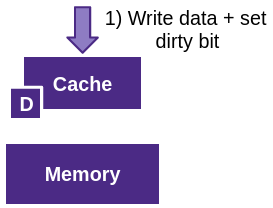 1) Write data + set
dirty bit
Cache
D
Memory